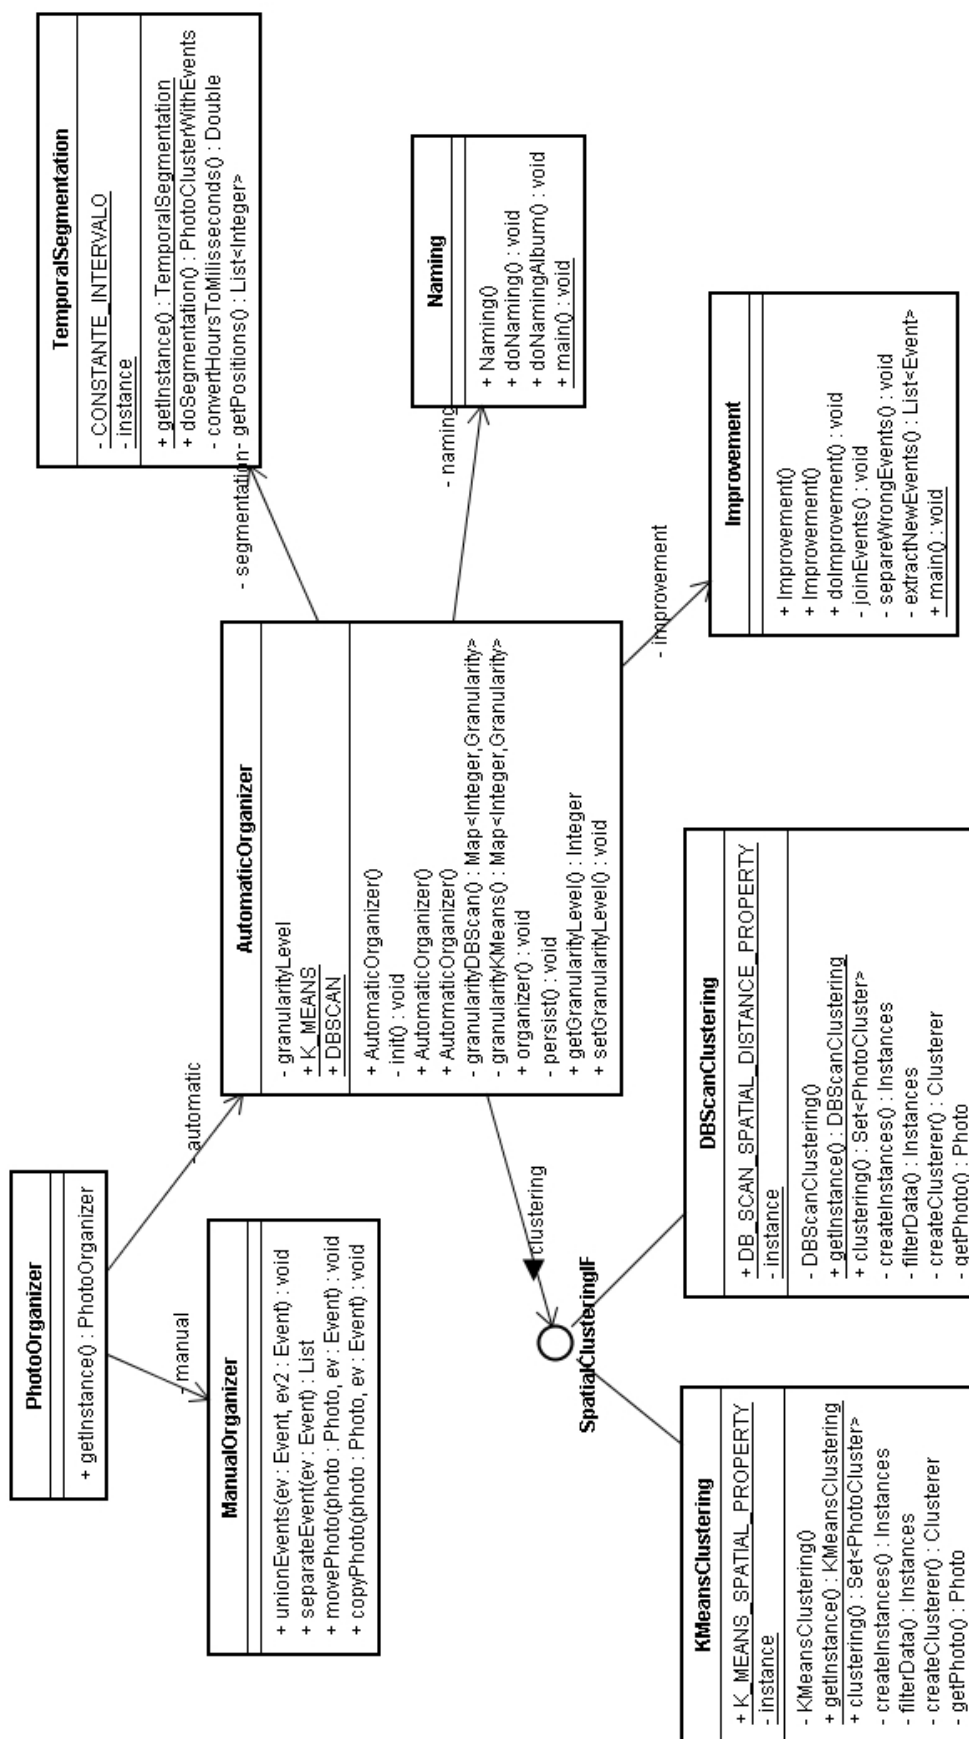 PhotoOrganizer
+ getInstance() : PhotoOrganizer
- manual
- automatic
ManualOrganizer
+ unionEvents(ev : Event, ev2 : Event) : void
+ separateEvent(ev : Event) : List
+ movePhoto(photo : Photo, ev : Event) : void
+ copyPhoto(photo : Photo, ev : Event) : void
AutomaticOrganizer
- granularityLevel
+ K_MEANS
+ DBSCAN
+ AutomaticOrganizer()
- init() : void
+ AutomaticOrganizer()
+ AutomaticOrganizer()
- granularityDBScan() : Map<Integer,Granularity>
- granularityKMeans() : Map<Integer,Granularity>
+ organizer() : void
- persist() : void
+ getGranularityLevel() : Integer
+ setGranularityLevel() : void
- segmentation
- naming
- improvement
clustering
TemporalSegmentation
- CONSTANTE_INTERVALO
- instance
+ getInstance() : TemporalSegmentation
+ doSegmentation() : PhotoClusterWithEvents
- convertHoursToMilisseconds() : Double
- getPositions() : List<Integer>
Naming
+ Naming()
+ doNaming() : void
+ doNamingAlbum() : void
+ main() : void
Improvement
+ Improvement()
+ Improvement()
+ doImprovement() : void
- joinEvents() : void
- separeWrongEvents() : void
- extractNewEvents() : List<Event>
+ main() : void
SpatialClusteringIF
KMeansClustering
+ K_MEANS_SPATIAL_PROPERTY
- instance
- KMeansClustering()
+ getInstance() : KMeansClustering
+ clustering() : Set<PhotoCluster>
- createInstances() : Instances
- filterData() : Instances
- createClusterer() : Clusterer
- getPhoto() : Photo
DBScanClustering
+ DB_SCAN_SPATIAL_DISTANCE_PROPERTY
- instance
- DBScanClustering()
+ getInstance() : DBScanClustering
+ clustering() : Set<PhotoCluster>
- createInstances() : Instances
- filterData() : Instances
- createClusterer() : Clusterer
- getPhoto() : Photo